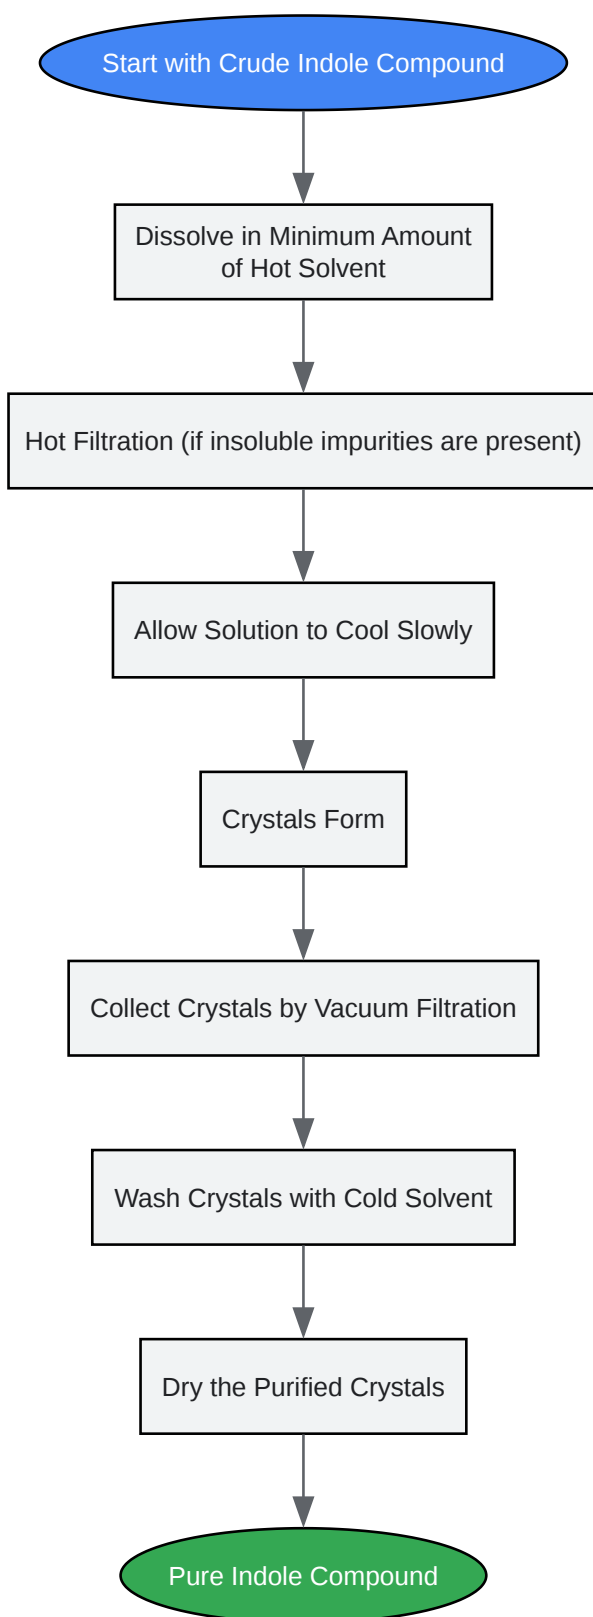 Start with Crude Indole Compound
Dissolve in Minimum Amount
of Hot Solvent
Hot Filtration (if insoluble impurities are present)
Allow Solution to Cool Slowly
Crystals Form
Collect Crystals by Vacuum Filtration
Wash Crystals with Cold Solvent
Dry the Purified Crystals
Pure Indole Compound